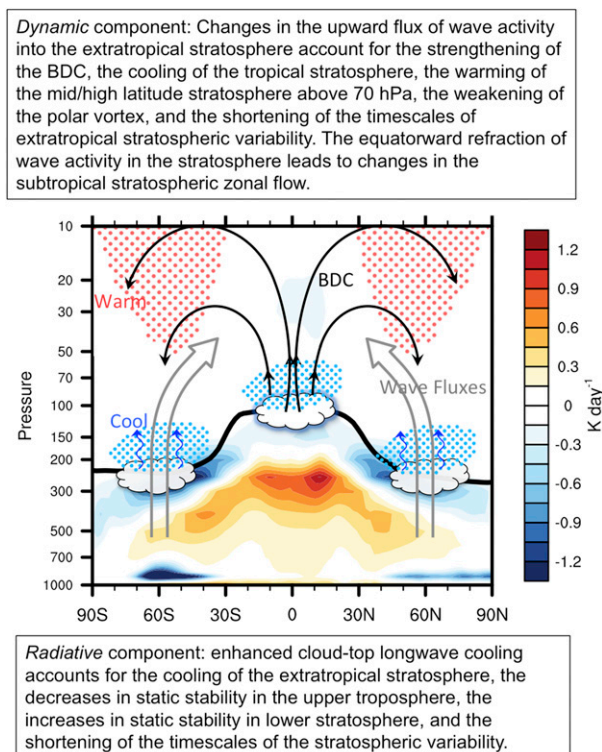 Dynamic component: Changes in the upward flux of wave activity
into the extratropical stratosphere account for the strengthening of
the BDC, the cooling of the tropical stratosphere, the warming of
the mid/high latitude stratosphere above 70 hPa, the weakening of
the polar vortex, and the shortening of the timescales of
extratropical stratospheric variability. The equatorward refraction of
wave activity in the stratosphere leads to changes in the
subtropical stratospheric zonal flow.
10
20
30
50
70
100
150
200
300
500
700
1000
Pressure
Warm
BDC
Wave Fluxes
Cool
90S
60S
30S
0
30N
60N
90N
1.2
0.9
0.6
0.3
0
-0.3
-0.6
-0.9
-1.2
K day-1
Radiative component: enhanced cloud-top longwave cooling
accounts for the cooling of the extratropical stratosphere, the
decreases in static stability in the upper troposphere, the
increases in static stability in lower stratosphere, and the
shortening of the timescales of the stratospheric variability.